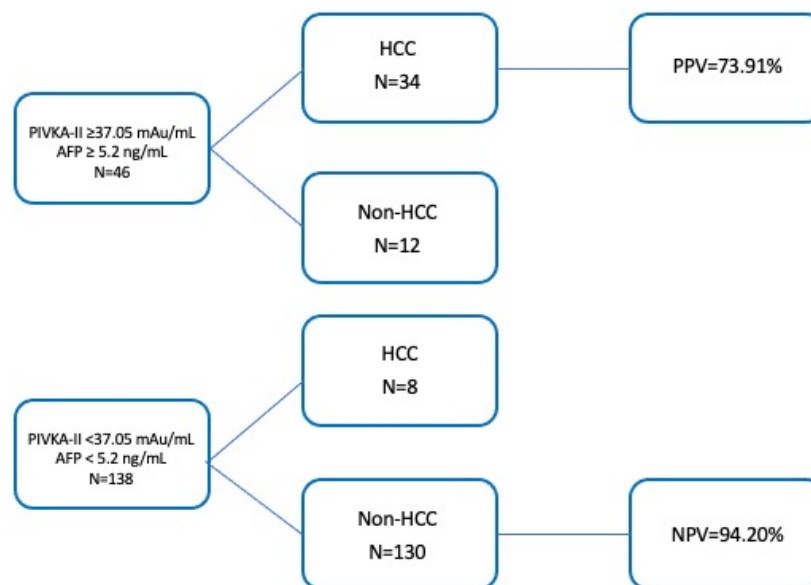 PIVKA-II ≥37.05 mAu/mL
AFP ≥ 5.2 ng/mL
N=46
HCC
N=34
PPV=73.91%
Non-HCC
N=12
PIVKA-II <37.05 mAu/mL
AFP < 5.2 ng/mL
N=138
HCC
N=8
Non-HCC
N=130
NPV=94.20%